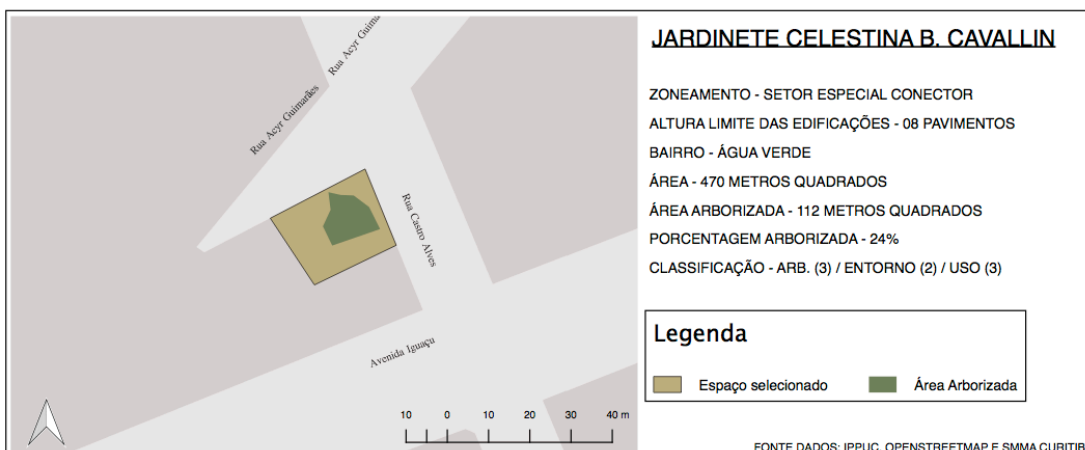 Rua Acyr Guimarães
Rua Acyr Guima
Rua Castro Alves
Avenida Iguaçu
10 0 10 20 30 40 m
JARDINETE CELESTINA B. CAVALLIN
ZONEAMENTO - SETOR ESPECIAL CONECTOR
ALTURA LIMITE DAS EDIFICAÇÕES - 08 PAVIMENTOS
BAIRRO - ÁGUA VERDE
ÁREA - 470 METROS QUADRADOS
ÁREA ARBORIZADA - 112 METROS QUADRADOS
PORCENTAGEM ARBORIZADA - 24%
CLASSIFICAÇÃO - ARB. (3) / ENTORNO (2) / USO (3)
Legenda
Espaço selecionado Área Arborizada
FONTE DADOS: IPPUC, OPENSTREETMAP E SMMA CURITIB